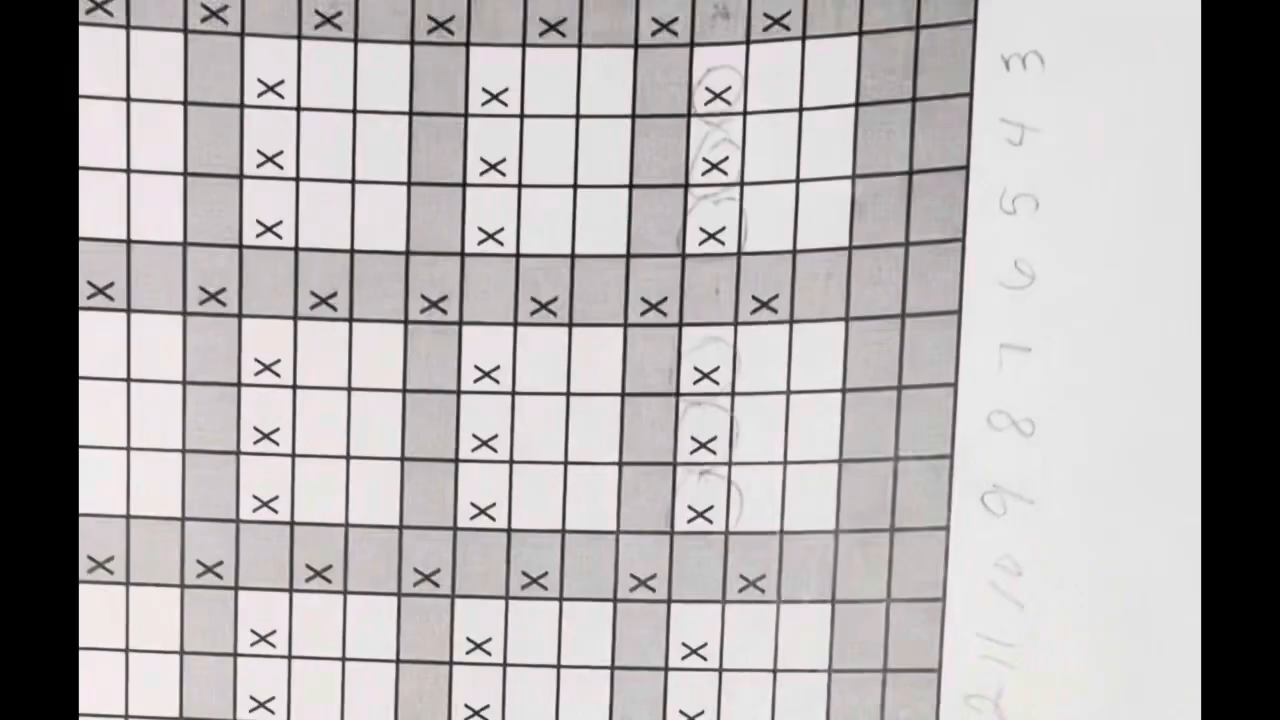 X X X X X X X
X X X 3
X X X 4
X X X 5
X X X X X X X 6
X X X 7
X X X 8
X X X 9
X X X X X X X 10
X X X 11
X X X